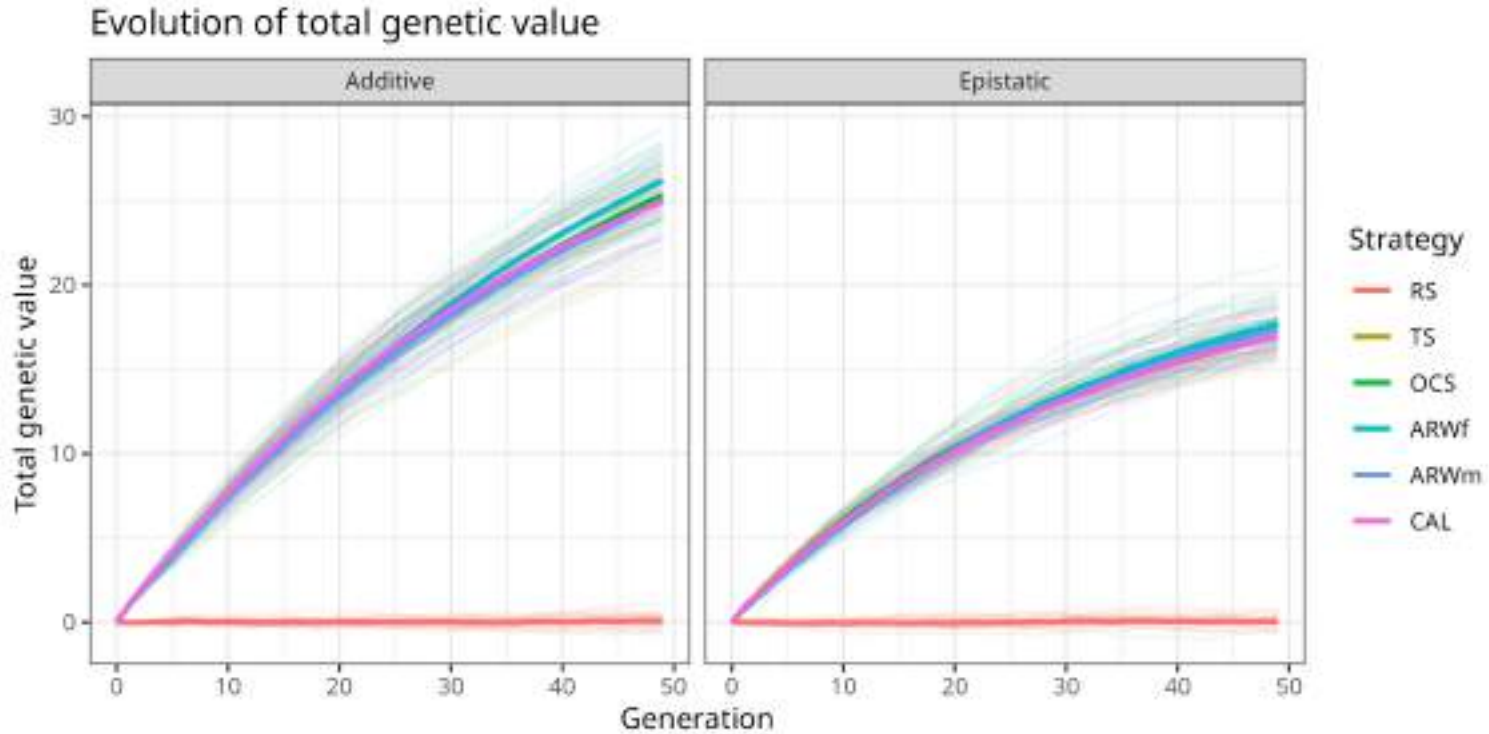 Evolution of total genetic value
Additive
Epistatic
Total genetic value
30
20
10
0
0 10 20 30 40 50
0 10 20 30 40 50
Generation
Strategy
RS
TS
OCS
ARWf
ARWm
CAL